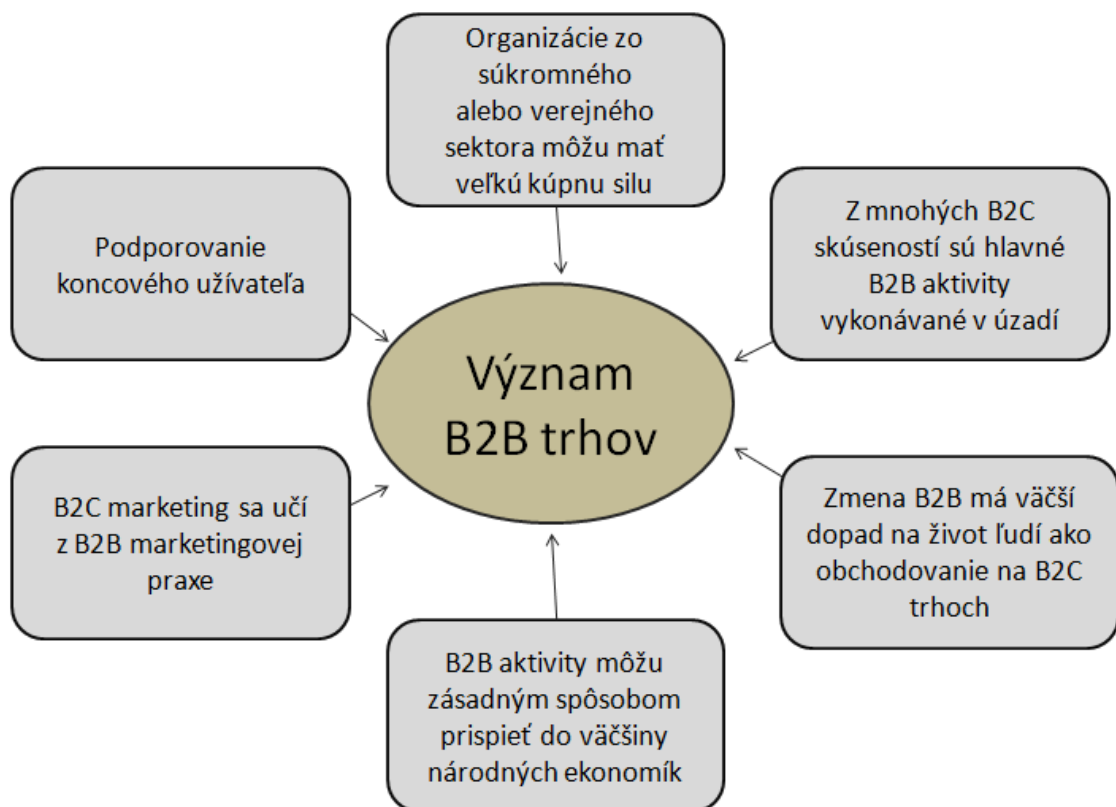 Organizácie zo
súkromného
alebo verejného
sektora môžu mať
veľkú kúpnu silu
Podporovanie
koncového užívateľa
Z mnohých B2C
skúseností sú hlavné
B2B aktivity
vykonávané v úzadí
Význam
B2B trhov
B2C marketing sa učí
z B2B marketingovej
praxe
Zmena B2B má väčší
dopad na život ľudí ako
obchodovanie na B2C
trhoch
B2B aktivity môžu
zásadným spôsobom
prispieť do väčšiny
národných ekonomík